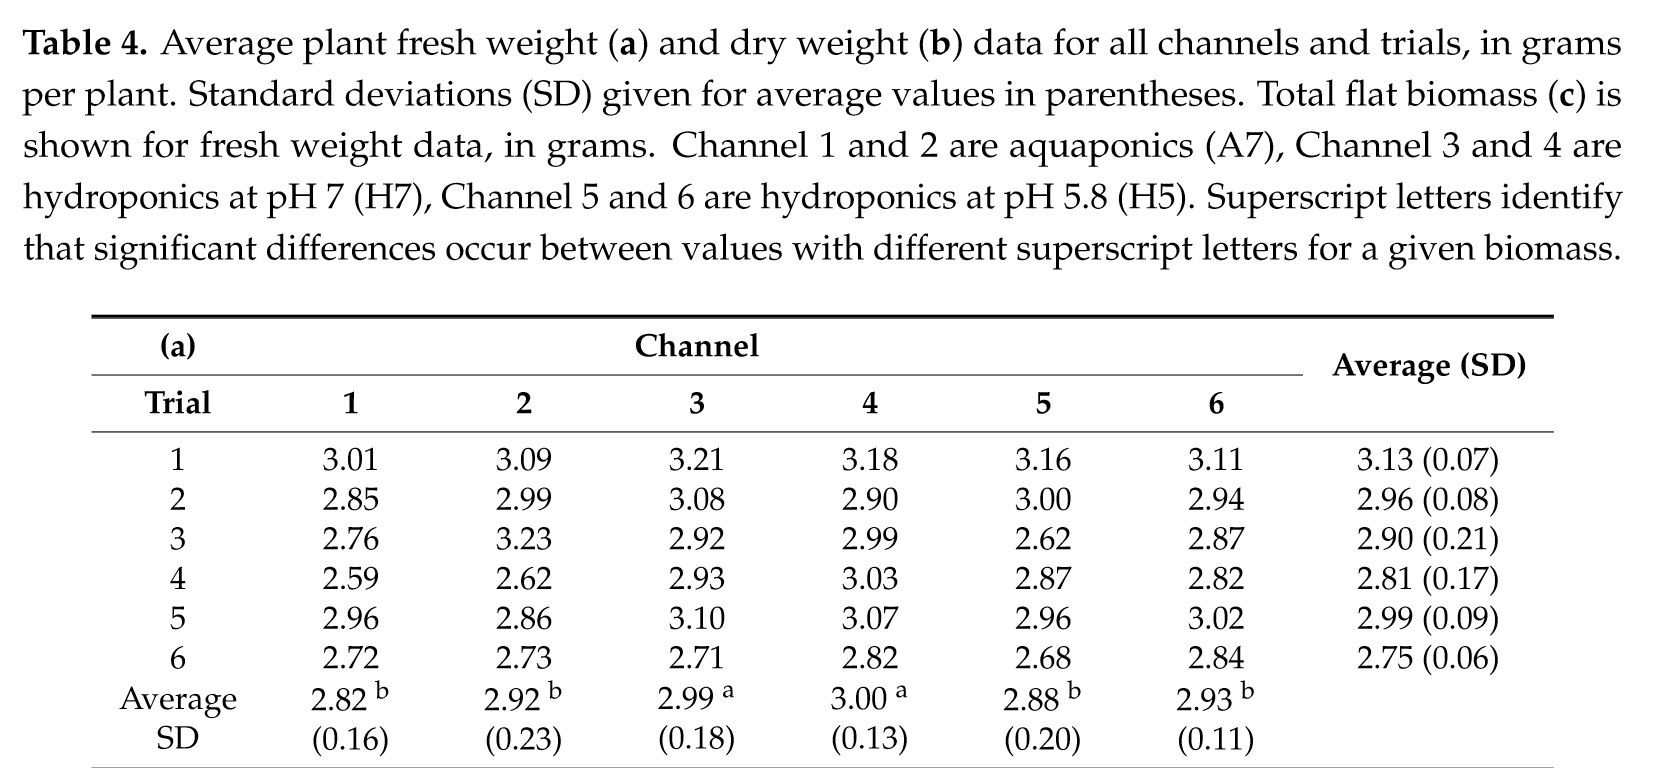 Table 4. Average plant fresh weight (a) and dry weight (b) data for all channels and trials, in grams
per plant. Standard deviations (SD) given for average values in parentheses. Total flat biomass (c) is
shown for fresh weight data, in grams. Channel 1 and 2 are aquaponics (A7), Channel 3 and 4 are
hydroponics at pH 7 (H7), Channel 5 and 6 are hydroponics at pH 5.8 (H5). Superscript letters identify
that significant differences occur between values with different superscript letters for a given biomass.
(a) Channel Average (SD)
Trial 1 2 3 4 5 6
1 3.01 3.09 3.21 3.18 3.16 3.11 3.13 (0.07)
2 2.85 2.99 3.08 2.90 3.00 2.94 2.96 (0.08)
3 2.76 3.23 2.92 2.99 2.62 2.87 2.90 (0.21)
4 2.59 2.62 2.93 3.03 2.87 2.82 2.81 (0.17)
5 2.96 2.86 3.10 3.07 2.96 3.02 2.99 (0.09)
6 2.72 2.73 2.71 2.82 2.68 2.84 2.75 (0.06)
Average 2.82 b 2.92 b 2.99 a 3.00 a 2.88 b 2.93 b
SD (0.16) (0.23) (0.18) (0.13) (0.20) (0.11)